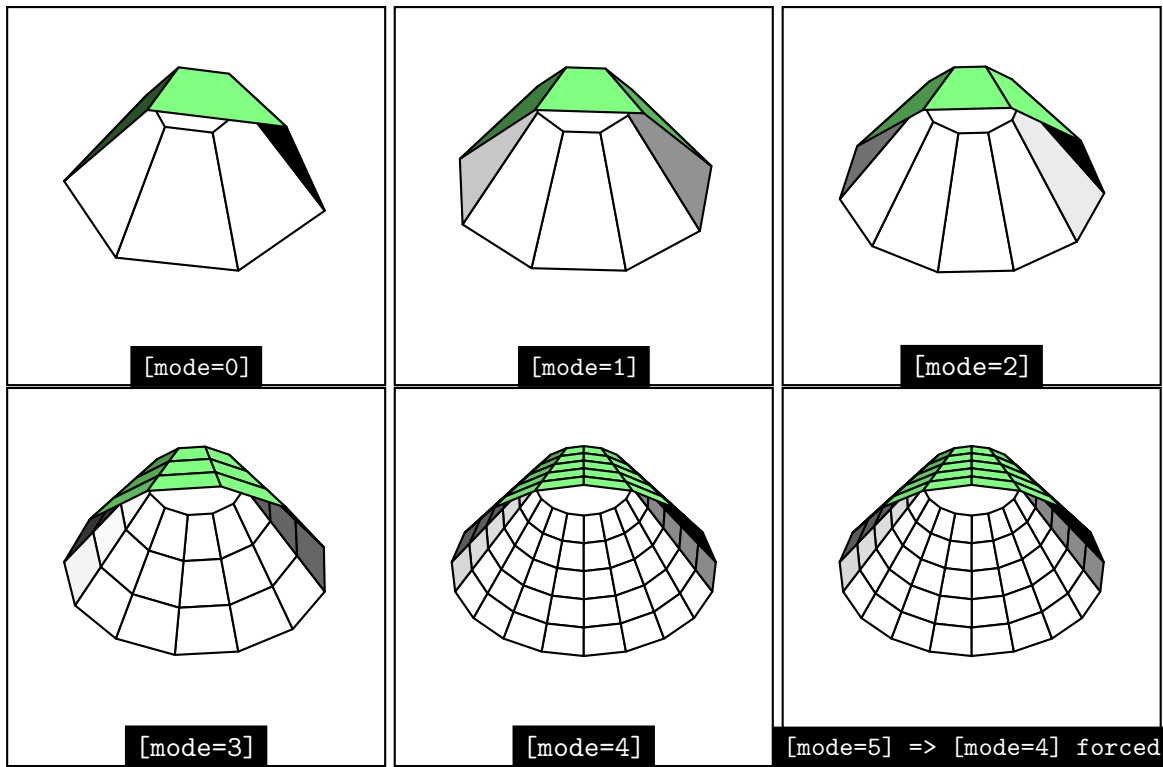 [mode=0]
[mode=1]
[mode=2]
[mode=3]
[mode=4]
[mode=5] => [mode=4] forced